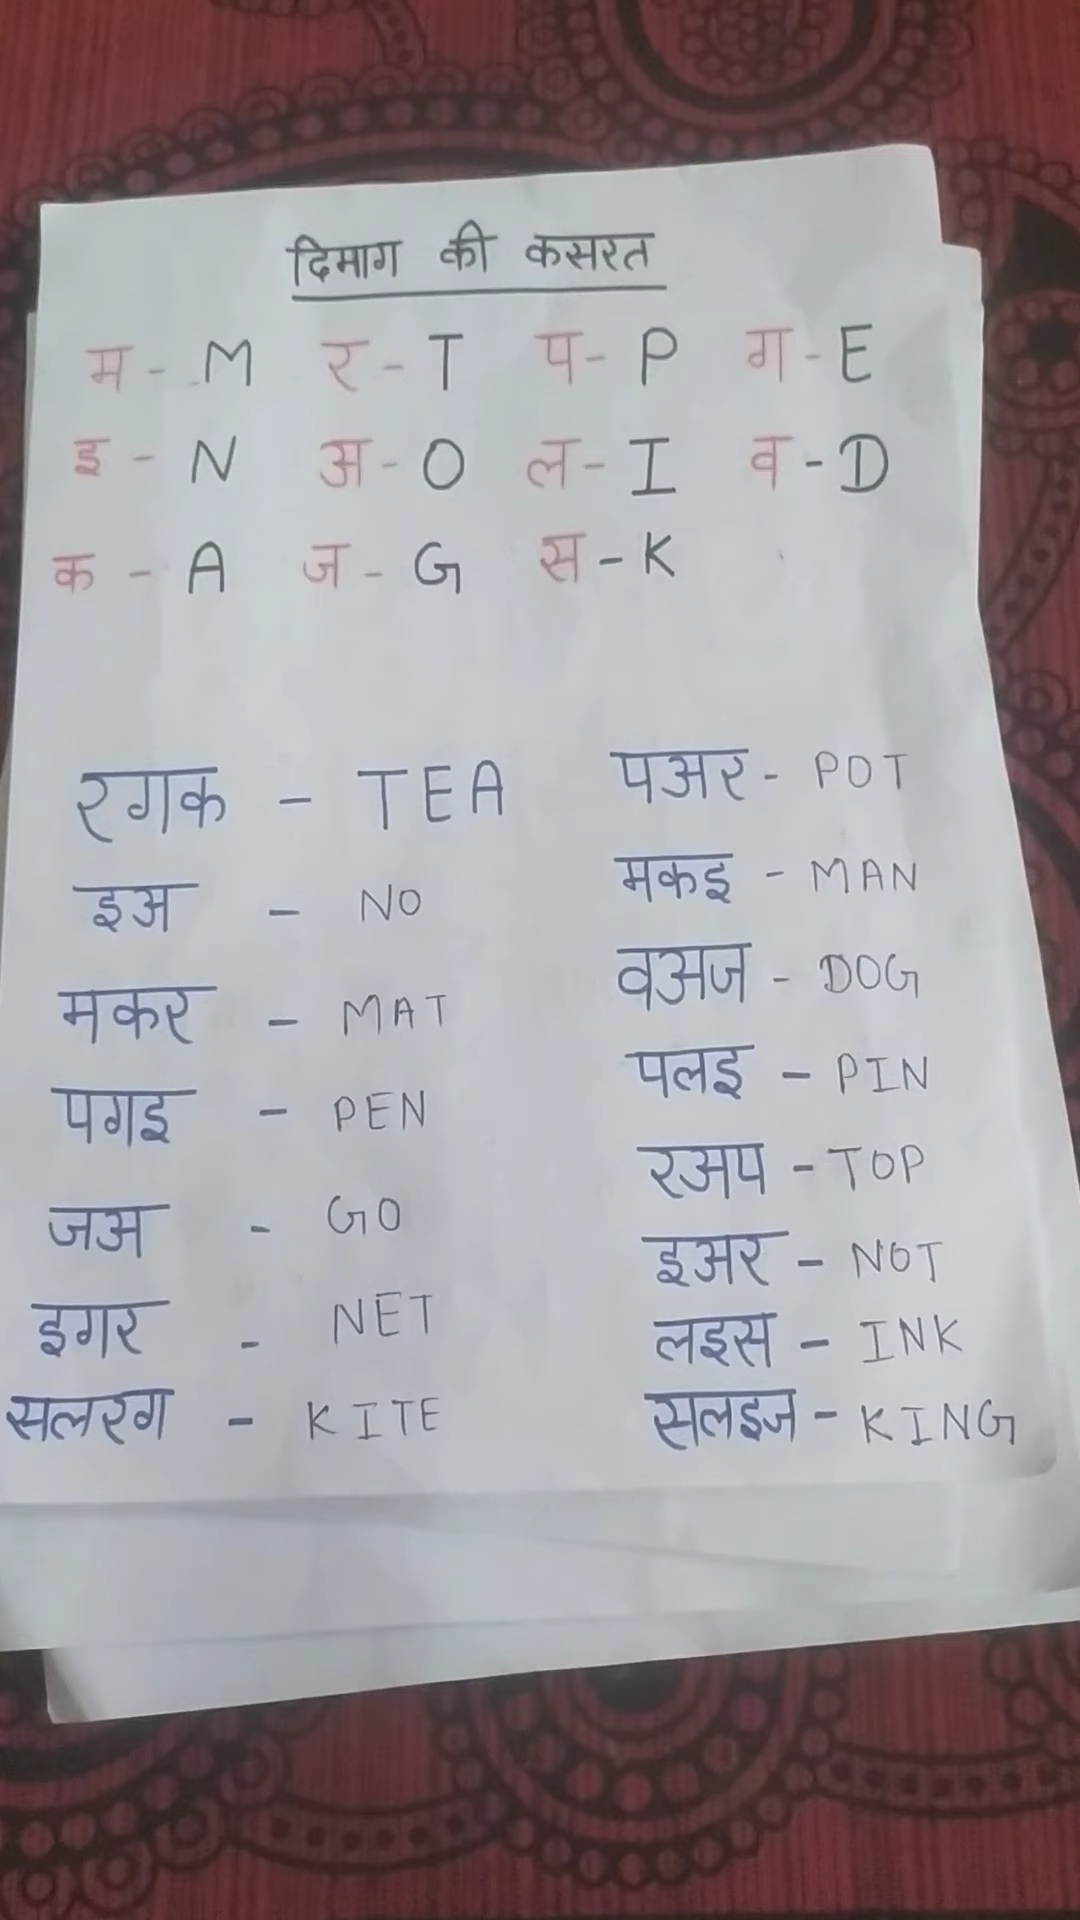 दिमाग की कसरत
म - M र - T प - P ग - E
इ - N अ - O ल - I व - D
क - A ज - G स - K
रगक - TEA
इअ - NO
मकर - MAT
पगइ - PEN
जअ - GO
इगर - NET
सलरग - KITE
पअर - POT
मकइ - MAN
वअज - DOG
पलइ - PIN
रअप - TOP
इअर - NOT
लइस - INK
सलइज - KING